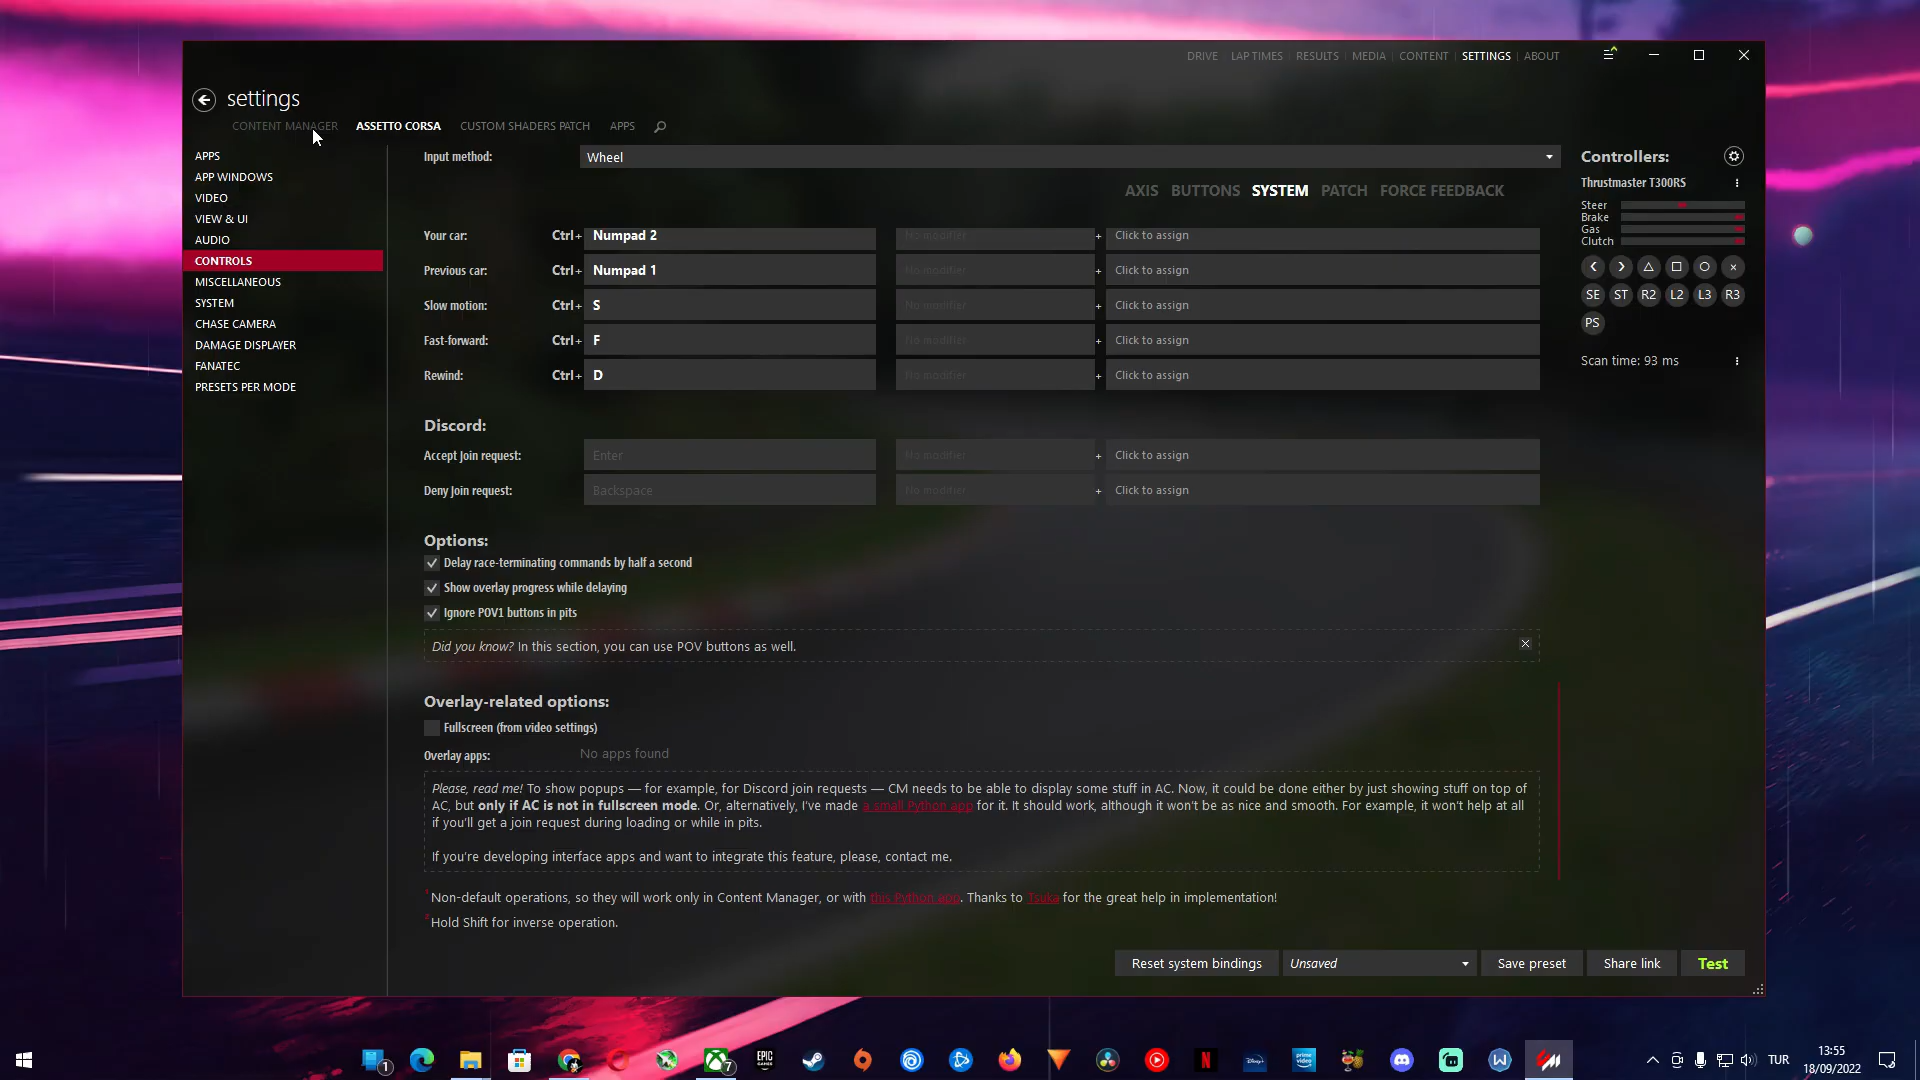 DRIVE LAP TIMES RESULTS MEDIA CONTENT SETTINGS ABOUT
settings
CONTENT MANAGER ASSETTO CORSA CUSTOM SHADERS PATCH APPS
APPS
APP WINDOWS
VIDEO
VIEW & UI
AUDIO
CONTROLS
MISCELLANEOUS
SYSTEM
CHASE CAMERA
DAMAGE DISPLAYER
FANATEC
PRESETS PER MODE
Input method: Wheel
AXIS BUTTONS SYSTEM PATCH FORCE FEEDBACK
Your car: Ctrl+ Numpad 2 No modifier + Click to assign
Previous car: Ctrl+ Numpad 1 No modifier + Click to assign
Slow motion: Ctrl+ S No modifier + Click to assign
Fast-forward: Ctrl+ F No modifier + Click to assign
Rewind: Ctrl+ D No modifier + Click to assign
Discord:
Accept join request: Enter No modifier + Click to assign
Deny join request: Backspace No modifier + Click to assign
Options:
Delay race-terminating commands by half a second
Show overlay progress while delaying
Ignore POV1 buttons in pits
Did you know? In this section, you can use POV buttons as well.
Overlay-related options:
Fullscreen (from video settings)
Overlay apps: No apps found
Please, read me! To show popups — for example, for Discord join requests — CM needs to be able to display some stuff in AC. Now, it could be done either by just showing stuff on top of
AC, but only if AC is not in fullscreen mode. Or, alternatively, I've made a small Python app for it. It should work, although it won't be as nice and smooth. For example, it won't help at all
if you'll get a join request during loading or while in pits.
If you're developing interface apps and want to integrate this feature, please, contact me.
¹ Non-default operations, so they will work only in Content Manager, or with this Python app. Thanks to Tsuka for the great help in implementation!
² Hold Shift for inverse operation.
Reset system bindings Unsaved Save preset Share link Test
Controllers:
Thrustmaster T300RS
Steer
Brake
Gas
Clutch
SE ST R2 L2 L3 R3
PS
Scan time: 93 ms
1 7 EPIC GAMES N Disney+ prime video W TUR 13:55
18/09/2022